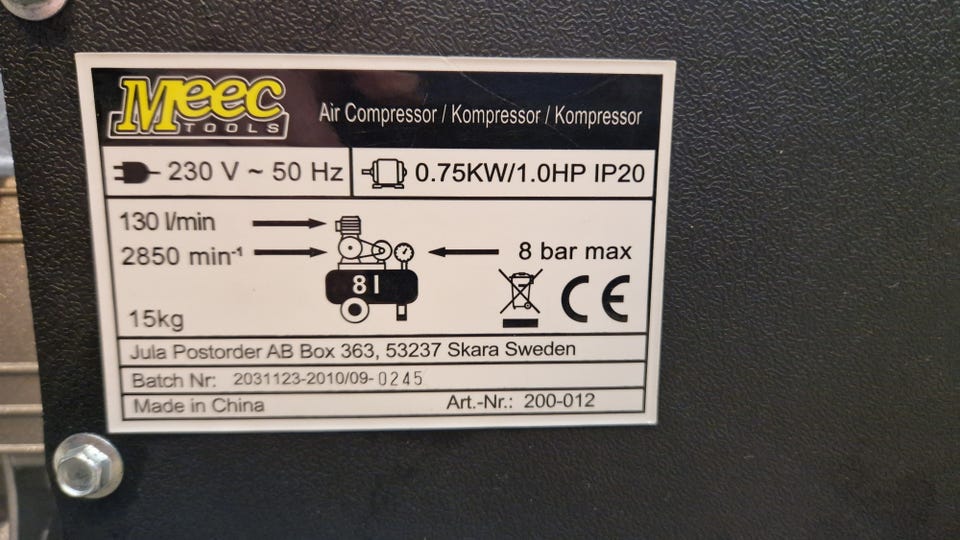 Meec
TOOLS
Air Compressor / Kompressor / Kompressor
230 V ~ 50 Hz
0.75KW/1.0HP IP20
130 l/min
2850 min⁻¹
8 bar max
8 l
CE
15kg
Jula Postorder AB Box 363, 53237 Skara Sweden
Batch Nr: 2031123-2010/09-0245
Made in China Art.-Nr.: 200-012